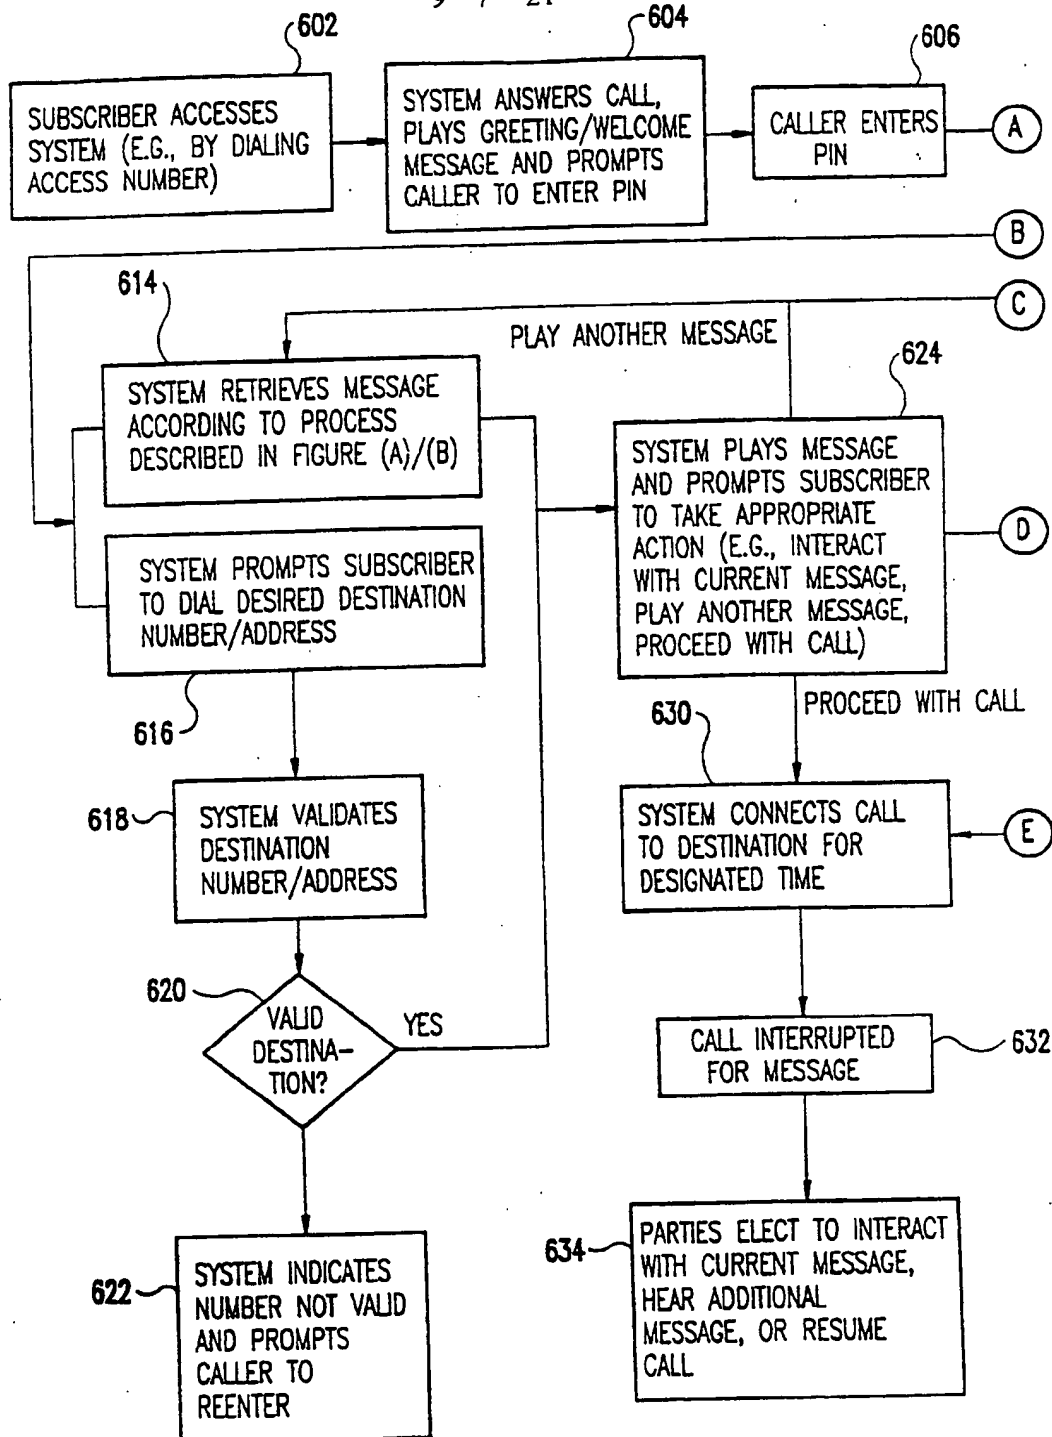 9 7 21
602
604
606
SUBSCRIBER ACCESSES
SYSTEM (E.G., BY DIALING
ACCESS NUMBER)
SYSTEM ANSWERS CALL,
PLAYS GREETING/WELCOME
MESSAGE AND PROMPTS
CALLER TO ENTER PIN
CALLER ENTERS
PIN
A
B
C
614
PLAY ANOTHER MESSAGE
624
SYSTEM RETRIEVES MESSAGE
ACCORDING TO PROCESS
DESCRIBED IN FIGURE (A)/(B)
SYSTEM PROMPTS SUBSCRIBER
TO DIAL DESIRED DESTINATION
NUMBER/ADDRESS
616
SYSTEM PLAYS MESSAGE
AND PROMPTS SUBSCRIBER
TO TAKE APPROPRIATE
ACTION (E.G., INTERACT
WITH CURRENT MESSAGE,
PLAY ANOTHER MESSAGE,
PROCEED WITH CALL)
D
PROCEED WITH CALL
630
618
SYSTEM VALIDATES
DESTINATION
NUMBER/ADDRESS
SYSTEM CONNECTS CALL
TO DESTINATION FOR
DESIGNATED TIME
E
620
VALID
DESTINA-
TION?
YES
CALL INTERRUPTED
FOR MESSAGE
632
622
SYSTEM INDICATES
NUMBER NOT VALID
AND PROMPTS
CALLER TO
REENTER
634
PARTIES ELECT TO INTERACT
WITH CURRENT MESSAGE,
HEAR ADDITIONAL
MESSAGE, OR RESUME
CALL